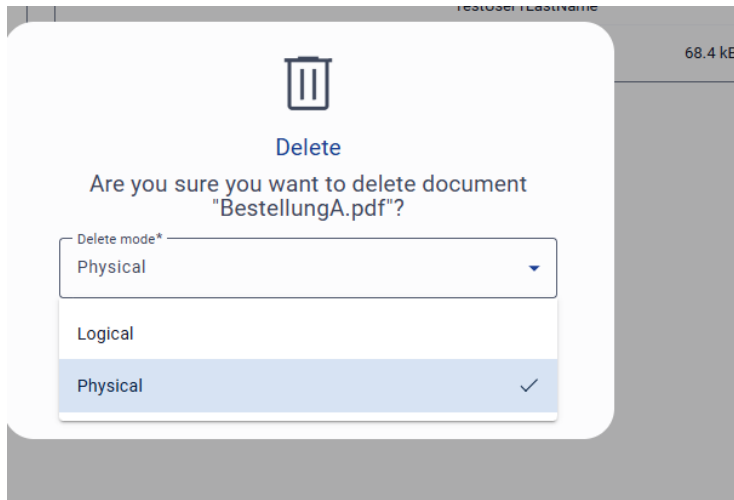 TestUser1LastName
68.4 kB
Delete
Are you sure you want to delete document
"BestellungA.pdf"?
Delete mode*
Physical
Logical
Physical